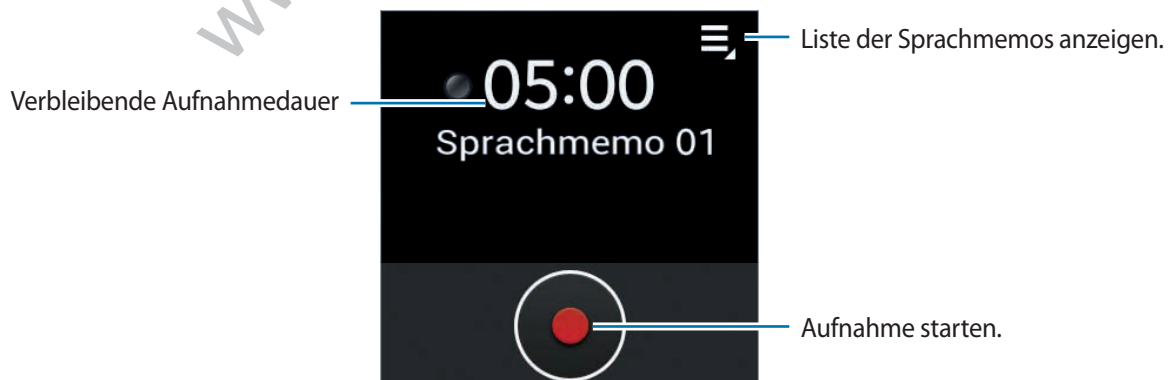 Liste der Sprachmemos anzeigen.
05:00
Verbleibende Aufnahmedauer
Sprachmemo 01
Aufnahme starten.